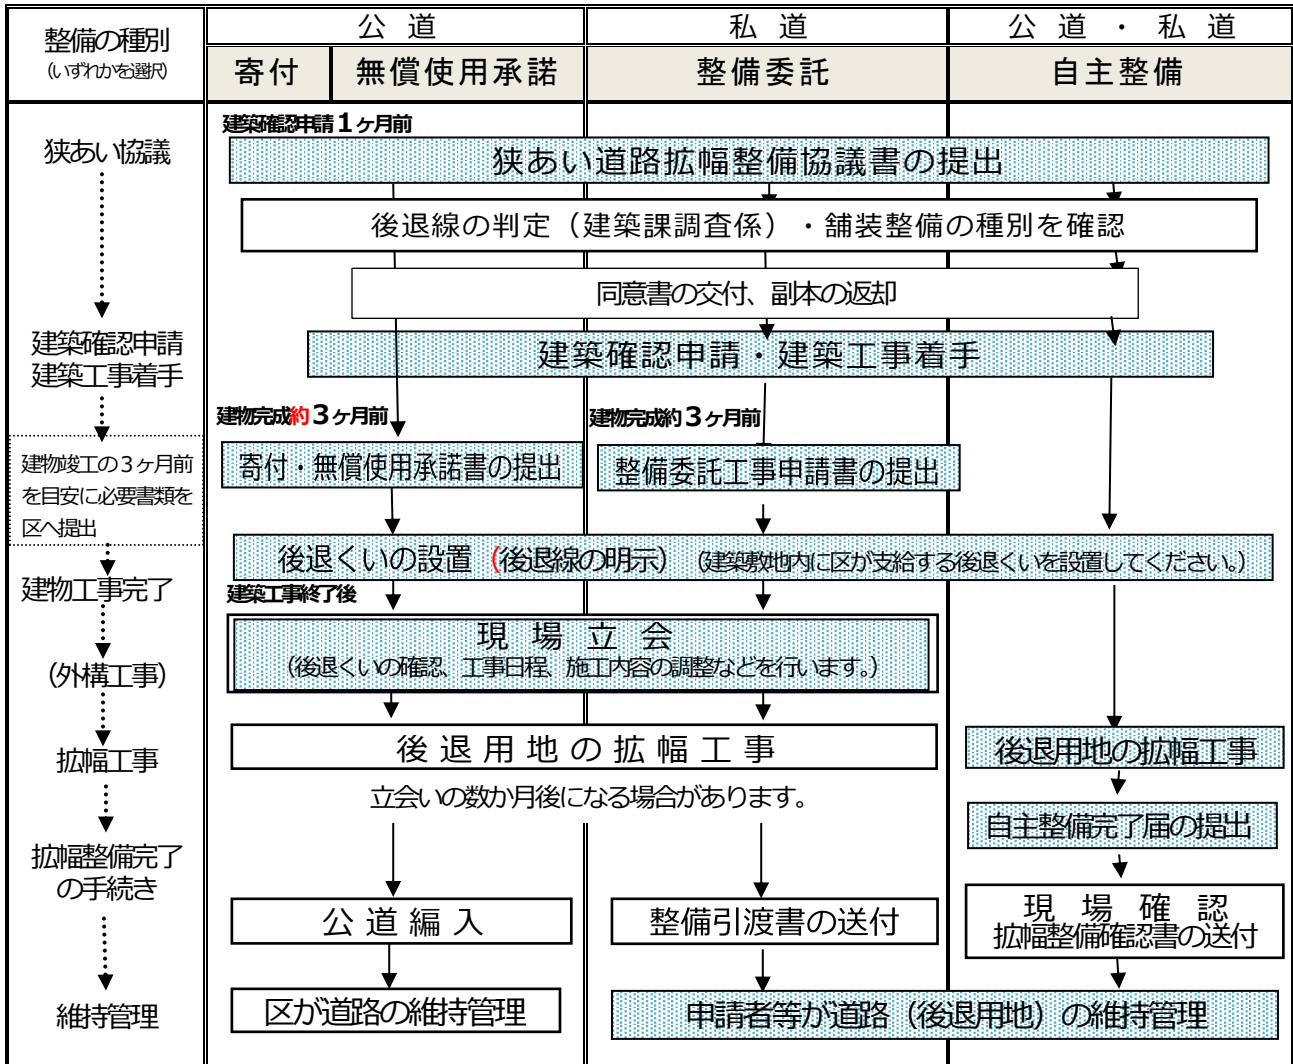 整備の種別
(いずれかを選択)
公 道
私 道
公 道 ・ 私 道
寄付
無償使用承諾
整備委託
自主整備
狭あい協議
建築確認申請1ヶ月前
狭あい道路拡幅整備協議書の提出
後退線の判定（建築課調査係）・舗装整備の種別を確認
同意書の交付、副本の返却
建築確認申請
建築工事着手
建築確認申請・建築工事着手
建物竣工の3ヶ月前
を目安に必要書類を
区へ提出
建物完成約3ヶ月前
寄付・無償使用承諾書の提出
建物完成約3ヶ月前
整備委託工事申請書の提出
後退くいの設置（後退線の明示）（建築敷地内に区が支給する後退くいを設置してください。）
建物工事完了
建築工事終了後
現 場 立 会
（後退くいの確認、工事日程、施工内容の調整などを行います。）
(外構工事)
拡幅工事
後 退 用 地 の 拡 幅 工 事
後退用地の拡幅工事
立会いの数か月後になる場合があります。
自主整備完了届の提出
拡幅整備完了
の手続き
公 道 編 入
整備引渡書の送付
現 場 確 認
拡幅整備確認書の送付
維持管理
区が道路の維持管理
申請者等が道路（後退用地）の維持管理